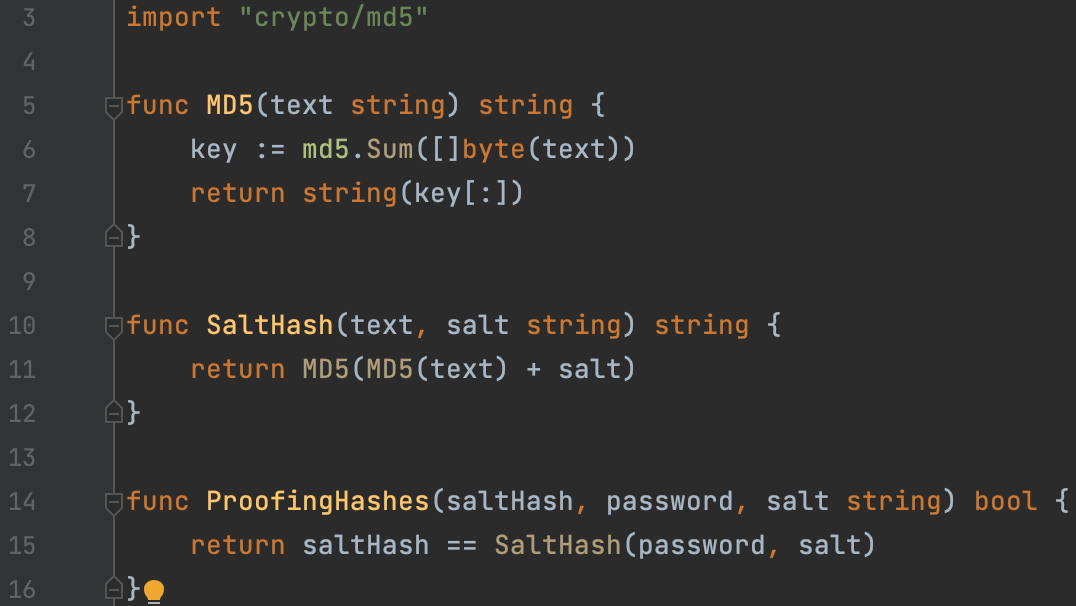 3 import "crypto/md5"
4
5 func MD5(text string) string {
6 key := md5.Sum([]byte(text))
7 return string(key[:])
8 }
9
10 func SaltHash(text, salt string) string {
11 return MD5(MD5(text) + salt)
12 }
13
14 func ProofingHashes(saltHash, password, salt string) bool {
15 return saltHash == SaltHash(password, salt)
16 }